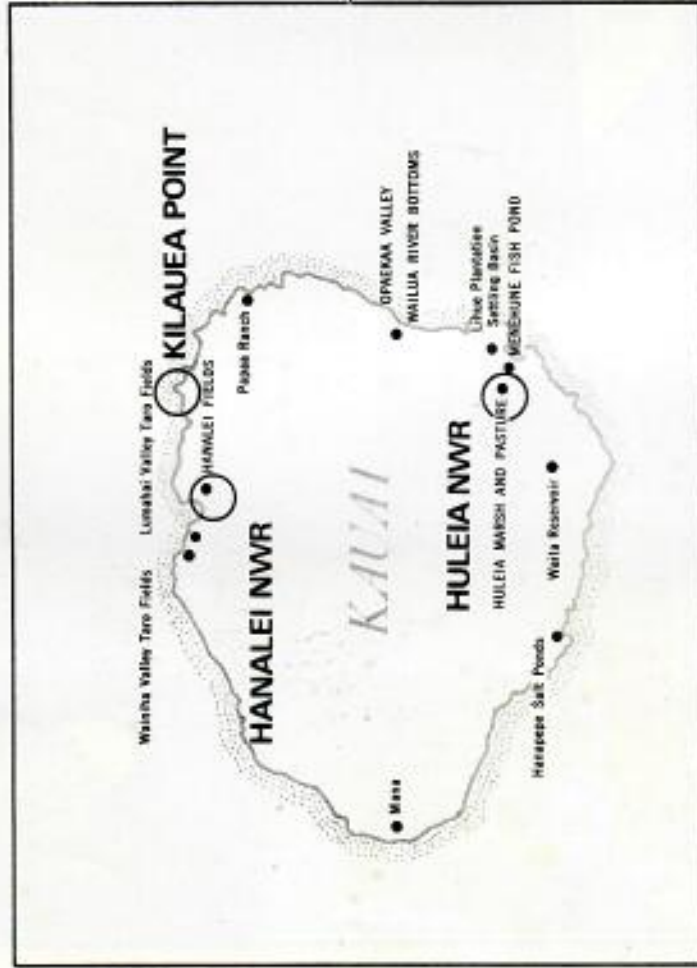 Wainiha Valley Taro Fields
Lumahai Valley Taro Fields
KILAUEA POINT
HANALEI FIELDS
Papaa Ranch
HANALEI NWR
KAUAI
OPAEKAA VALLEY
WAILUA RIVER BOTTOMS
Mana
HULEIA NWR
Lihue Plantation
Settling Basin
MENEHUNE FISH POND
HULEIA MARSH AND PASTURE
Waita Reservoir
Hanapepe Salt Ponds